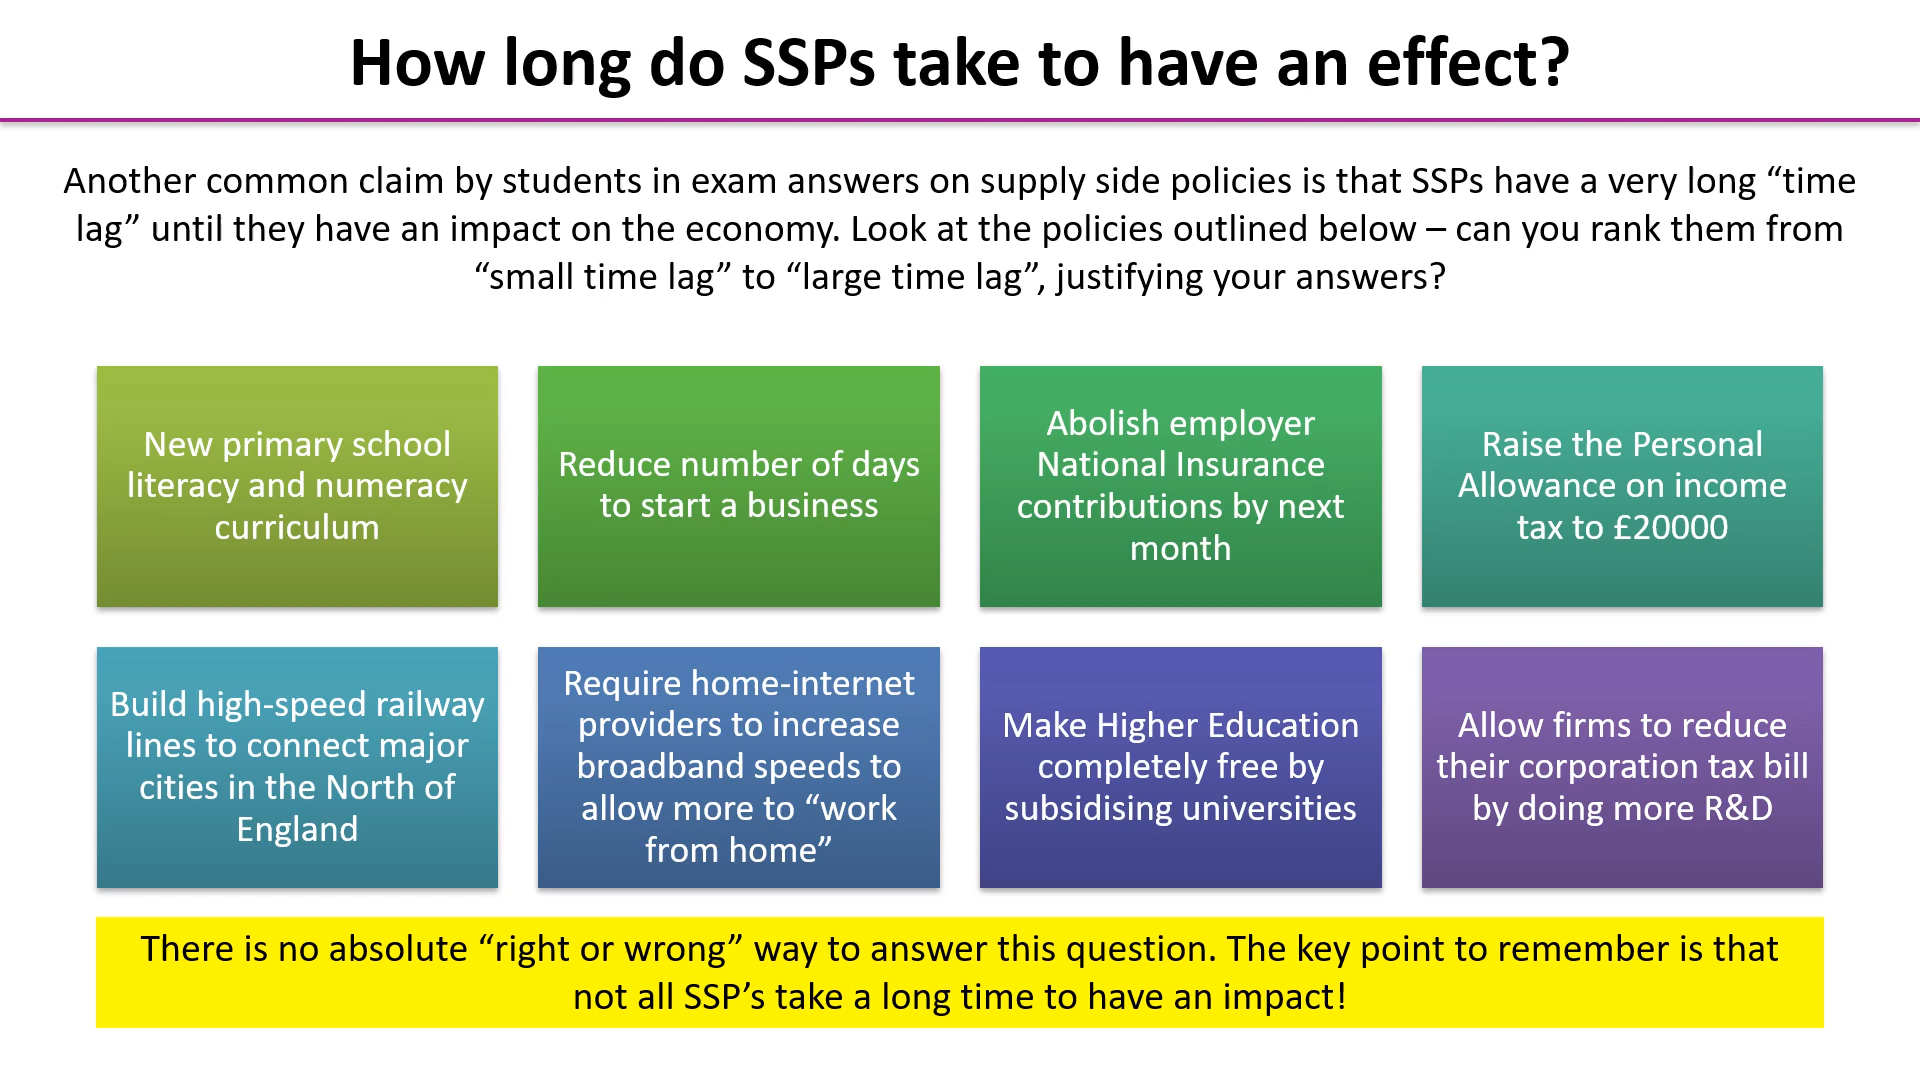 How long do SSPs take to have an effect?
Another common claim by students in exam answers on supply side policies is that SSPs have a very long “time
lag” until they have an impact on the economy. Look at the policies outlined below – can you rank them from
“small time lag” to “large time lag”, justifying your answers?
New primary school
literacy and numeracy
curriculum
Reduce number of days
to start a business
Abolish employer
National Insurance
contributions by next
month
Raise the Personal
Allowance on income
tax to £20000
Build high-speed railway
lines to connect major
cities in the North of
England
Require home-internet
providers to increase
broadband speeds to
allow more to “work
from home”
Make Higher Education
completely free by
subsidising universities
Allow firms to reduce
their corporation tax bill
by doing more R&D
There is no absolute “right or wrong” way to answer this question. The key point to remember is that
not all SSP’s take a long time to have an impact!